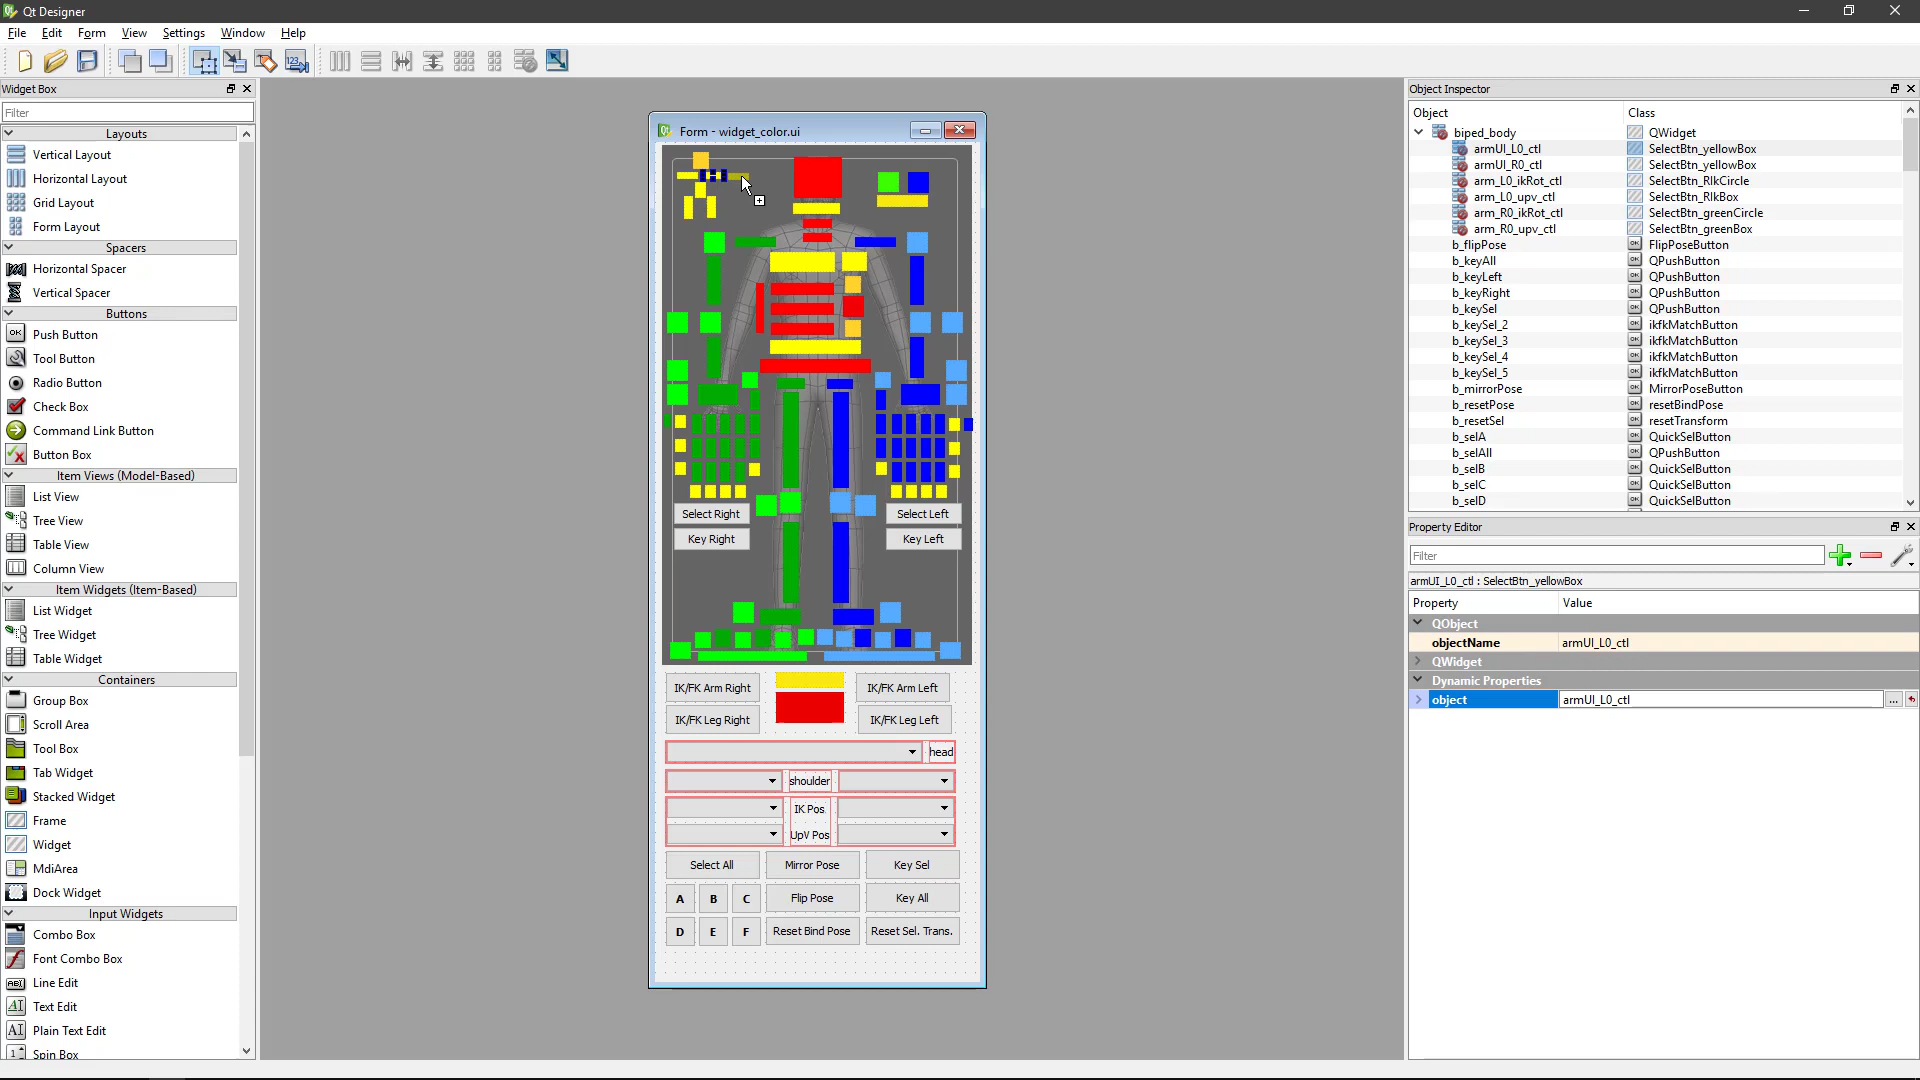 Qt Designer
File Edit Form View Settings Window Help
Widget Box
Filter
Layouts
Vertical Layout
Horizontal Layout
Grid Layout
Form Layout
Spacers
Horizontal Spacer
Vertical Spacer
Buttons
Push Button
Tool Button
Radio Button
Check Box
Command Link Button
Button Box
Item Views (Model-Based)
List View
Tree View
Table View
Column View
Item Widgets (Item-Based)
List Widget
Tree Widget
Table Widget
Containers
Group Box
Scroll Area
Tool Box
Tab Widget
Stacked Widget
Frame
Widget
MdiArea
Dock Widget
Input Widgets
Combo Box
Font Combo Box
Line Edit
Text Edit
Plain Text Edit
Spin Box
Form - widget_color.ui
Select Right
Select Left
Key Right
Key Left
IK/FK Arm Right
IK/FK Arm Left
IK/FK Leg Right
IK/FK Leg Left
head
shoulder
IK Pos
UpV Pos
Select All
Mirror Pose
Key Sel
A B C
Flip Pose
Key All
D E F
Reset Bind Pose
Reset Sel. Trans.
Object Inspector
Object Class
biped_body QWidget
armUI_L0_ctl SelectBtn_yellowBox
armUI_R0_ctl SelectBtn_yellowBox
arm_L0_ikRot_ctl SelectBtn_RlkCircle
arm_L0_upv_ctl SelectBtn_RlkBox
arm_R0_ikRot_ctl SelectBtn_greenCircle
arm_R0_upv_ctl SelectBtn_greenBox
b_flipPose FlipPoseButton
b_keyAll QPushButton
b_keyLeft QPushButton
b_keyRight QPushButton
b_keySel QPushButton
b_keySel_2 ikfkMatchButton
b_keySel_3 ikfkMatchButton
b_keySel_4 ikfkMatchButton
b_keySel_5 ikfkMatchButton
b_mirrorPose MirrorPoseButton
b_resetPose resetBindPose
b_resetSel resetTransform
b_selA QuickSelButton
b_selAll QPushButton
b_selB QuickSelButton
b_selC QuickSelButton
b_selD QuickSelButton
Property Editor
Filter
armUI_L0_ctl : SelectBtn_yellowBox
Property Value
QObject
objectName armUI_L0_ctl
QWidget
Dynamic Properties
object armUI_L0_ctl